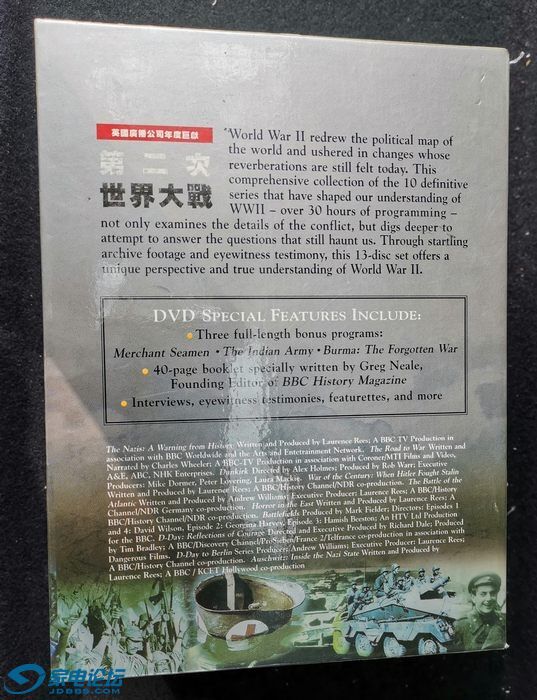 英國廣播公司年度巨獻
第二次
世界大戰
"World War II redrew the political map of
the world and ushered in changes whose
reverberations are still felt today. This
comprehensive collection of the 10 definitive
series that have shaped our understanding of
WWII – over 30 hours of programming –
not only examines the details of the conflict, but digs deeper to
attempt to answer the questions that still haunt us. Through startling
archive footage and eyewitness testimony, this 13-disc set offers a
unique perspective and true understanding of World War II.
DVD SPECIAL FEATURES INCLUDE:
• Three full-length bonus programs:
Merchant Seamen • The Indian Army • Burma: The Forgotten War
• 40-page booklet specially written by Greg Neale,
Founding Editor of BBC History Magazine
• Interviews, eyewitness testimonies, featurettes, and more
The Nazis: A Warning from History Written and Produced by Laurence Rees; A BBC TV Production in
association with BBC Worldwide and the Arts and Entertainment Network. The Road to War Written and
Narrated by Charles Wheeler; A BBC-TV Production in association with Coronet/MTI Films and Video,
A&E, ABC, NHK Enterprises. Dunkirk Directed by Alex Holmes; Produced by Rob Warr; Executive
Producers: Mike Dormer, Peter Lovering, Laura Mackie. War of the Century: When Hitler Fought Stalin
Written and Produced by Laurence Rees; A BBC/History Channel/NDR co-production. The Battle of the
Atlantic Written and Produced by Andrew Williams; Executive Producer; Laurence Rees; A BBC/History
Channel/NDR Germany co-production. Horror in the East Written and Produced by Laurence Rees; A
BBC/History Channel/NDR co-production. Battlefields Produced by Mark Fielder; Directors: Episodes 1
and 4: David Wilson, Episode 2: Georgina Harvey, Episode 3: Hamish Beeton; An HTV Ltd Production
for the BBC. D-Day: Reflections of Courage Directed and Executive Produced by Richard Dale; Produced
by Tim Bradley; A BBC/Discovery Channel/ProSieben/France 2/Telfrance co-production in association with
Dangerous Films. D-Day to Berlin Series Producer; Andrew Williams; Executive Producer: Laurence Rees;
A BBC/History Channel co-production. Auschwitz: Inside the Nazi State Written and Produced by
Laurence Rees; A BBC / KCET Hollywood co-production
家电论坛
JDBBS.COM